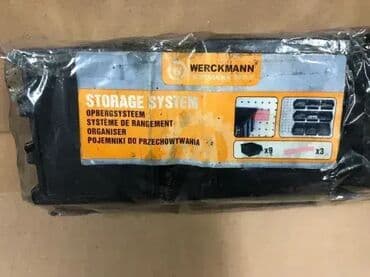 WERCKMANN
STORAGE SYSTEM
OPBERGSYSTEEM
SYSTÈME DE RANGEMENT
ORGANISER
POJEMNIKI DO PRZECHOWYWANIA
x9
x3